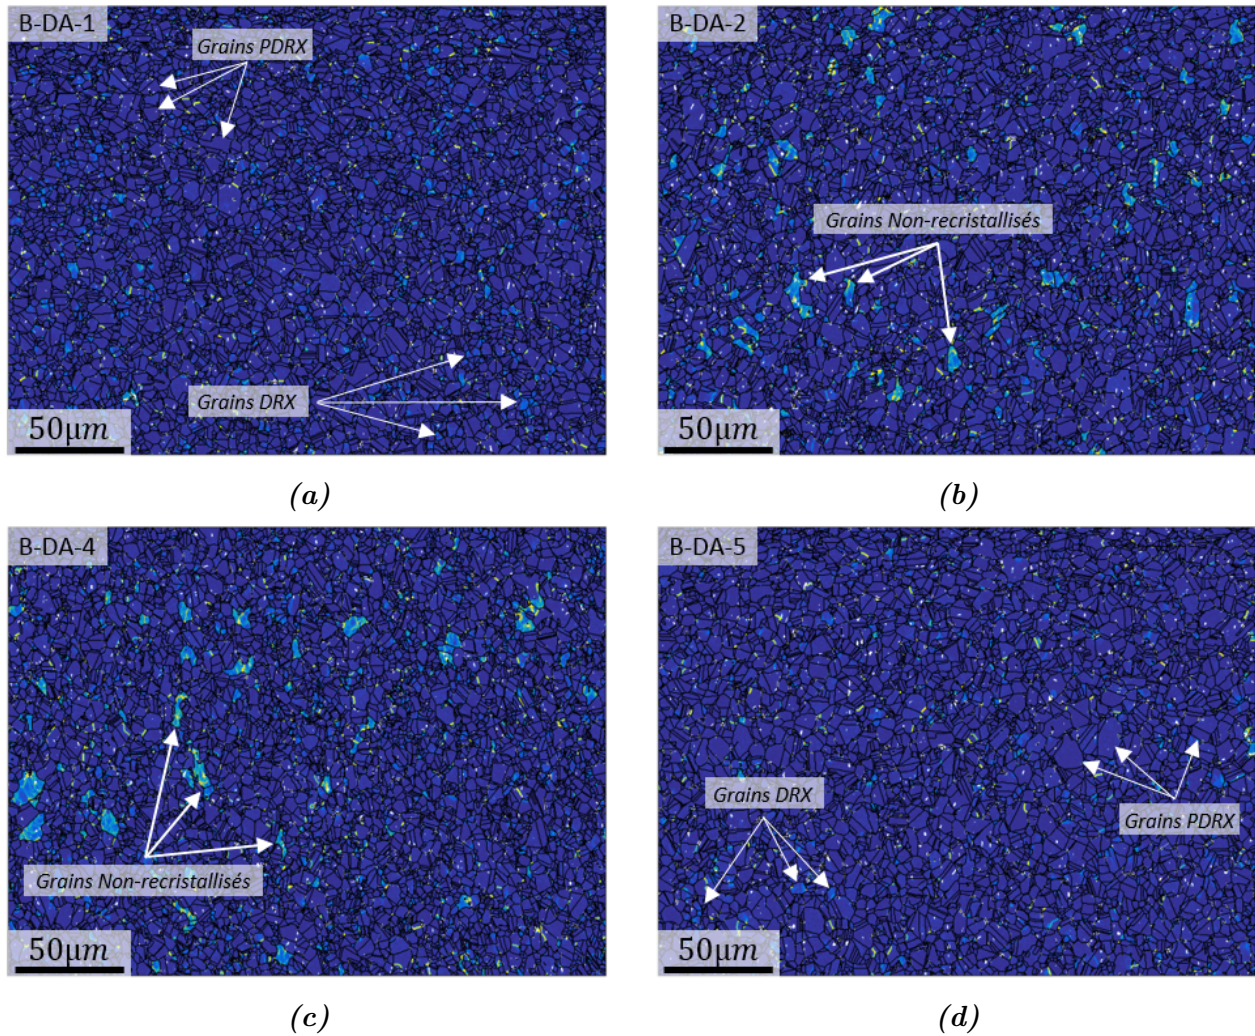 B-DA-1
Grains PDRX
Grains DRX
50μm
(a)
B-DA-2
Grains Non-recristallisés
50μm
(b)
B-DA-4
Grains Non-recristallisés
50μm
(c)
B-DA-5
Grains DRX
Grains PDRX
50μm
(d)